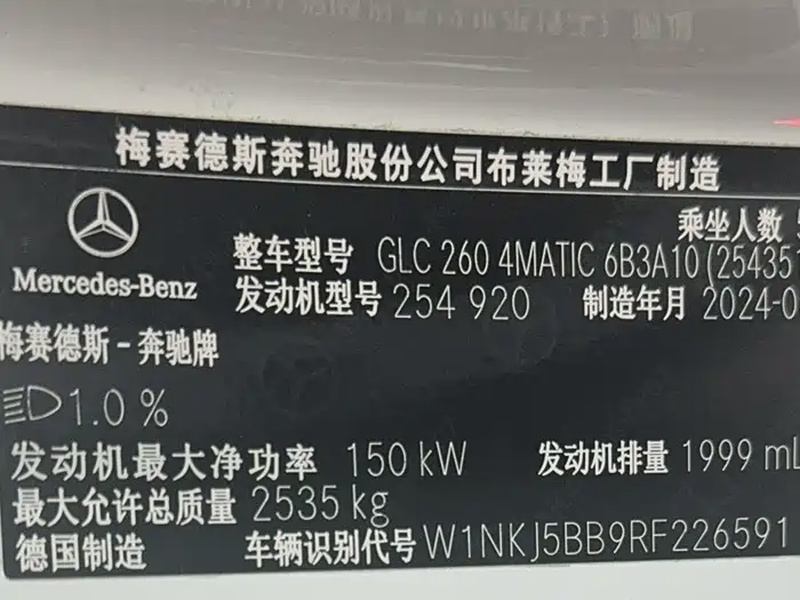 梅赛德斯奔驰股份公司布莱梅工厂制造
乘坐人数
整车型号 GLC 260 4MATIC 6B3A10 (254351
Mercedes-Benz
发动机型号 254 920 制造年月 2024-0
梅赛德斯-奔驰牌
1.0 %
发动机最大净功率 150 kW 发动机排量 1999 mL
最大允许总质量 2535 kg
德国制造 车辆识别代号 W1NKJ5BB9RF226591